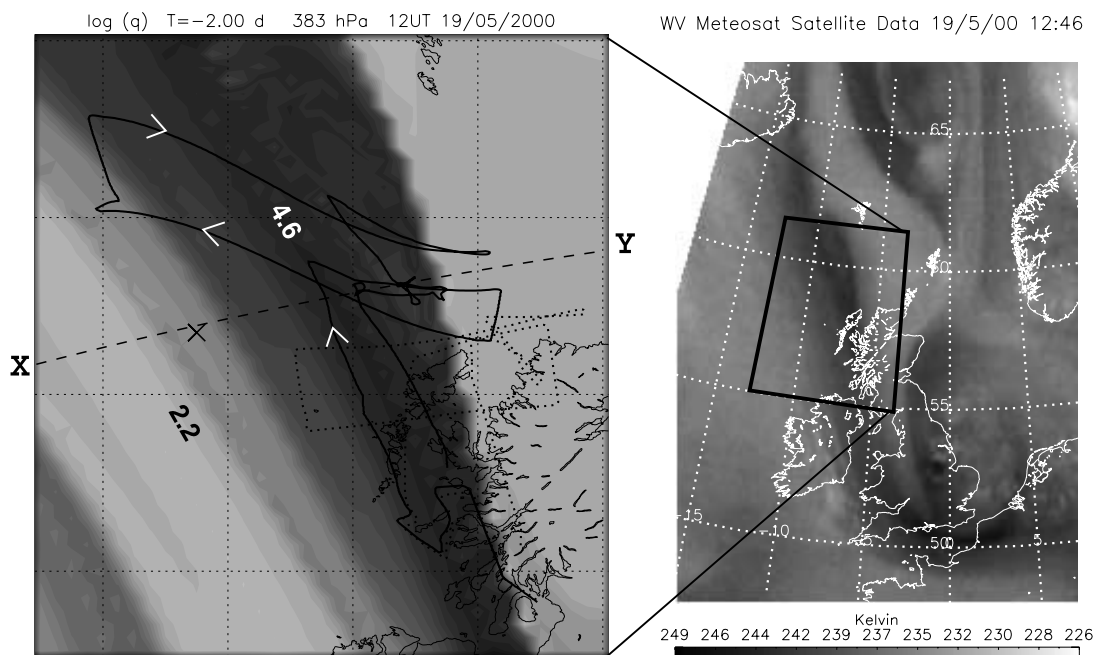 log (q) T=−2.00 d 383 hPa 12UT 19/05/2000
WV Meteosat Satellite Data 19/5/00 12:46
4.6
2.2
X
Y
65
60
55
50
-15
-10
-5
5
Kelvin
249 246 244 242 239 237 235 232 230 228 226